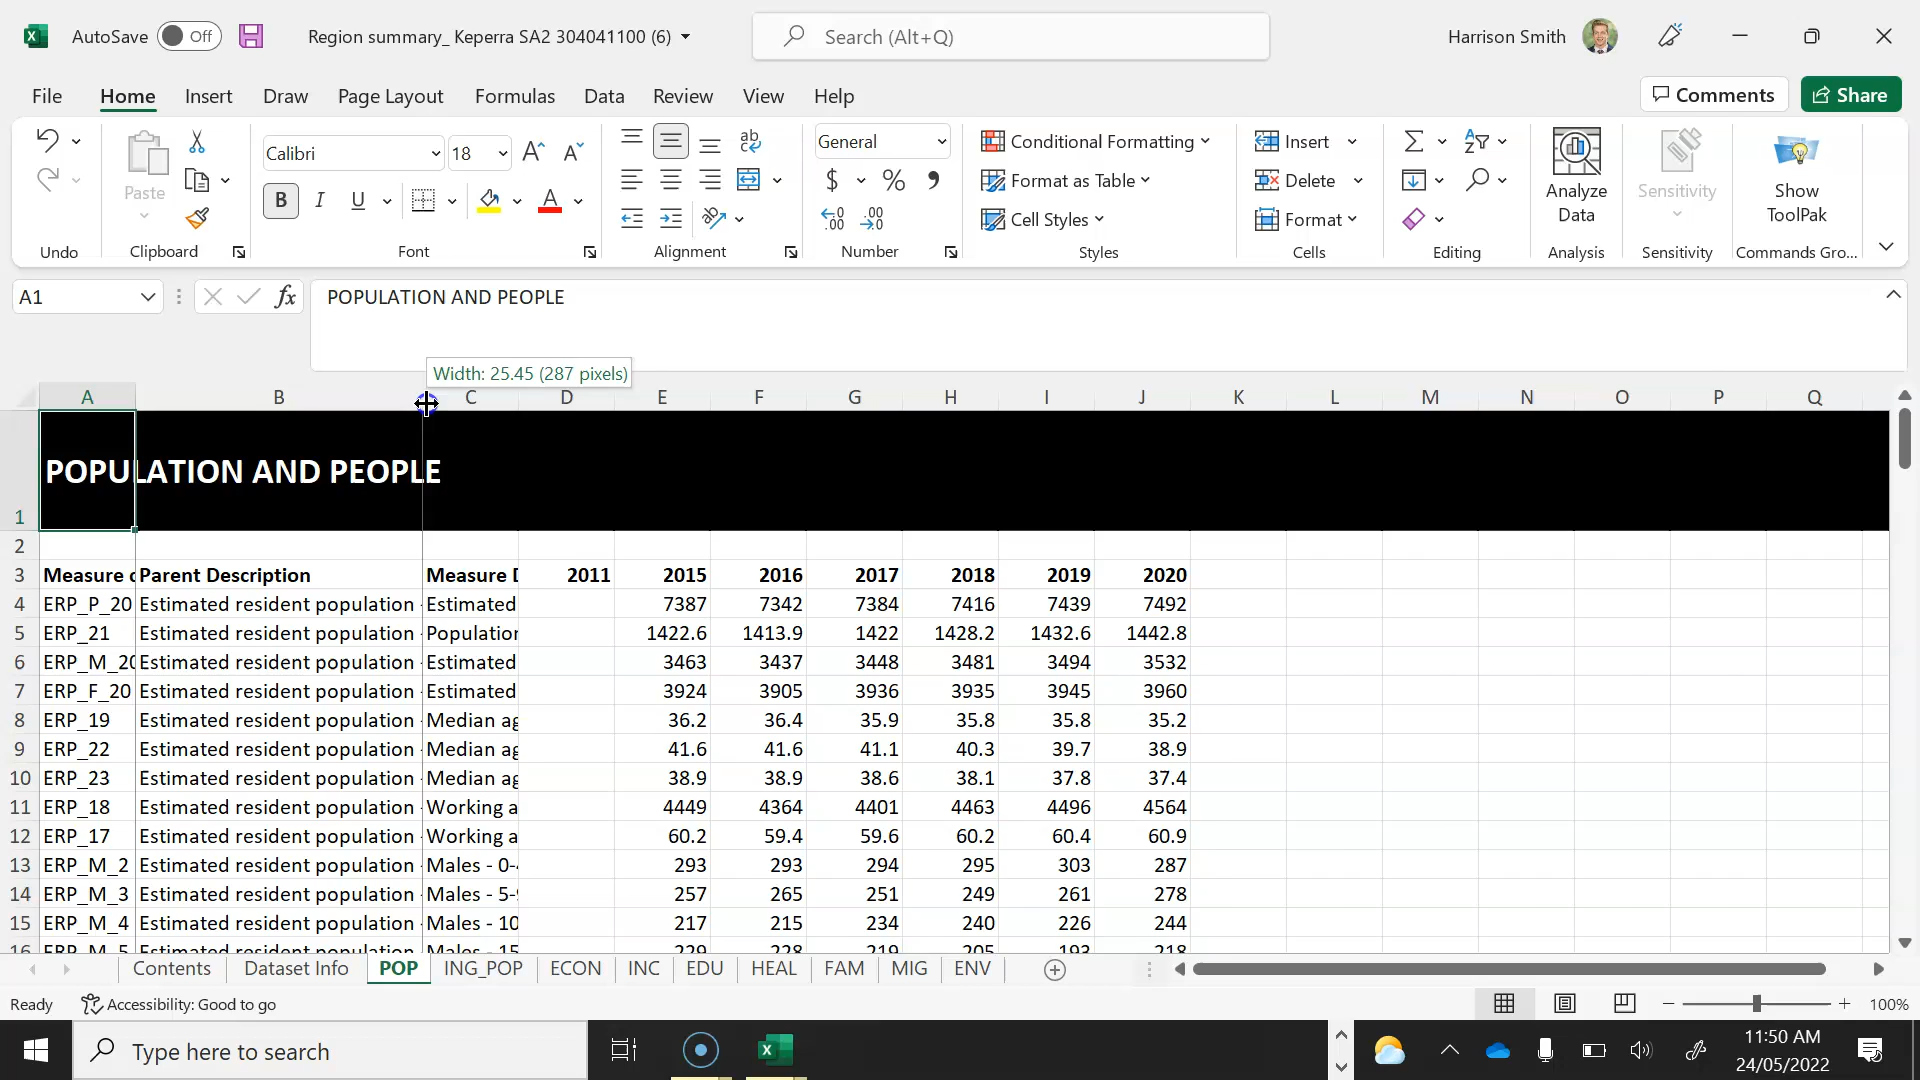 AutoSave Off Region summary_ Keperra SA2 304041100 (6) Search (Alt+Q) Harrison Smith
File Home Insert Draw Page Layout Formulas Data Review View Help Comments Share
Calibri 18 General Conditional Formatting Insert
Paste Format as Table Delete Analyze Data Sensitivity Show ToolPak
Cell Styles Format
Undo Clipboard Font Alignment Number Styles Cells Editing Analysis Sensitivity Commands Gro...
A1 fx POPULATION AND PEOPLE
Width: 25.45 (287 pixels)
A B C D E F G H I J K L M N O P Q
1 POPULATION AND PEOPLE
2
3 Measure Parent Description Measure 2011 2015 2016 2017 2018 2019 2020
4 ERP_P_20 Estimated resident population Estimated 7387 7342 7384 7416 7439 7492
5 ERP_21 Estimated resident population Population 1422.6 1413.9 1422 1428.2 1432.6 1442.8
6 ERP_M_20 Estimated resident population Estimated 3463 3437 3448 3481 3494 3532
7 ERP_F_20 Estimated resident population Estimated 3924 3905 3936 3935 3945 3960
8 ERP_19 Estimated resident population Median ag 36.2 36.4 35.9 35.8 35.8 35.2
9 ERP_22 Estimated resident population Median ag 41.6 41.6 41.1 40.3 39.7 38.9
10 ERP_23 Estimated resident population Median ag 38.9 38.9 38.6 38.1 37.8 37.4
11 ERP_18 Estimated resident population Working a 4449 4364 4401 4463 4496 4564
12 ERP_17 Estimated resident population Working a 60.2 59.4 59.6 60.2 60.4 60.9
13 ERP_M_2 Estimated resident population Males - 0- 293 293 294 295 303 287
14 ERP_M_3 Estimated resident population Males - 5- 257 265 251 249 261 278
15 ERP_M_4 Estimated resident population Males - 10 217 215 234 240 226 244
16 ERP_M_5 Estimated resident population Males - 15 229 228 219 205 193 218
Contents Dataset Info POP ING_POP ECON INC EDU HEAL FAM MIG ENV
Ready Accessibility: Good to go 100%
Type here to search 11:50 AM
24/05/2022